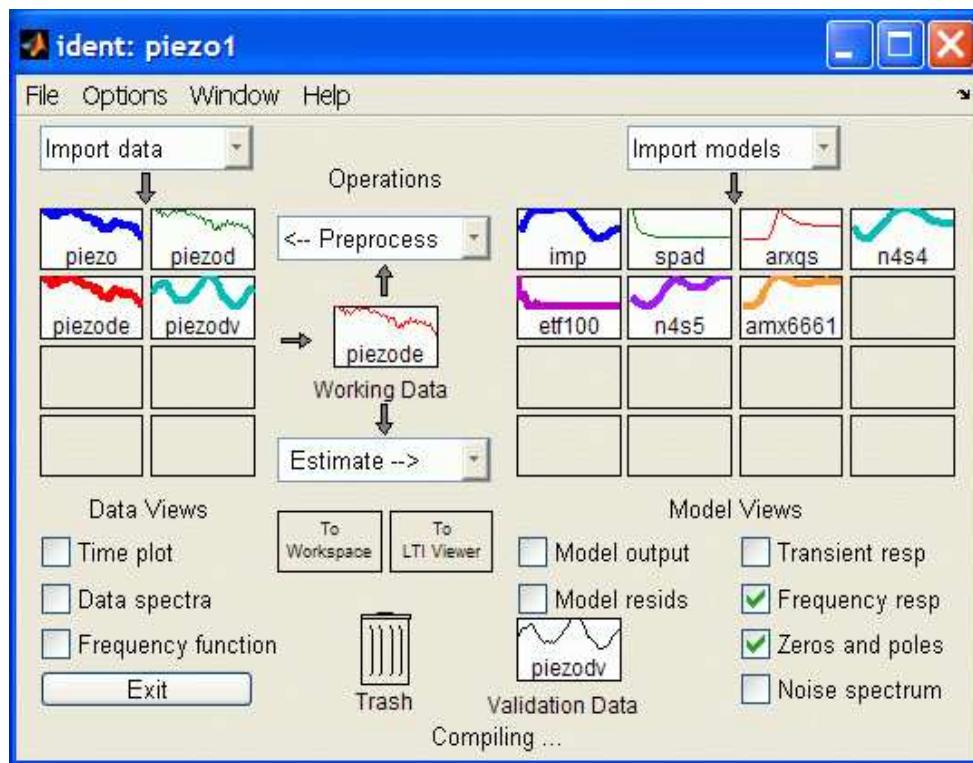 ident: piezo1
File Options Window Help
Import data
Import models
Operations
<-- Preprocess
piezo piezod
piezode piezodv
imp spad arxqs n4s4
etf100 n4s5 amx6661
piezode
Working Data
Estimate -->
Data Views
Time plot
Data spectra
Frequency function
Exit
To
Workspace
To
LTI Viewer
Trash
Model Views
Model output
Model resids
Transient resp
Frequency resp
Zeros and poles
Noise spectrum
piezodv
Validation Data
Compiling ...